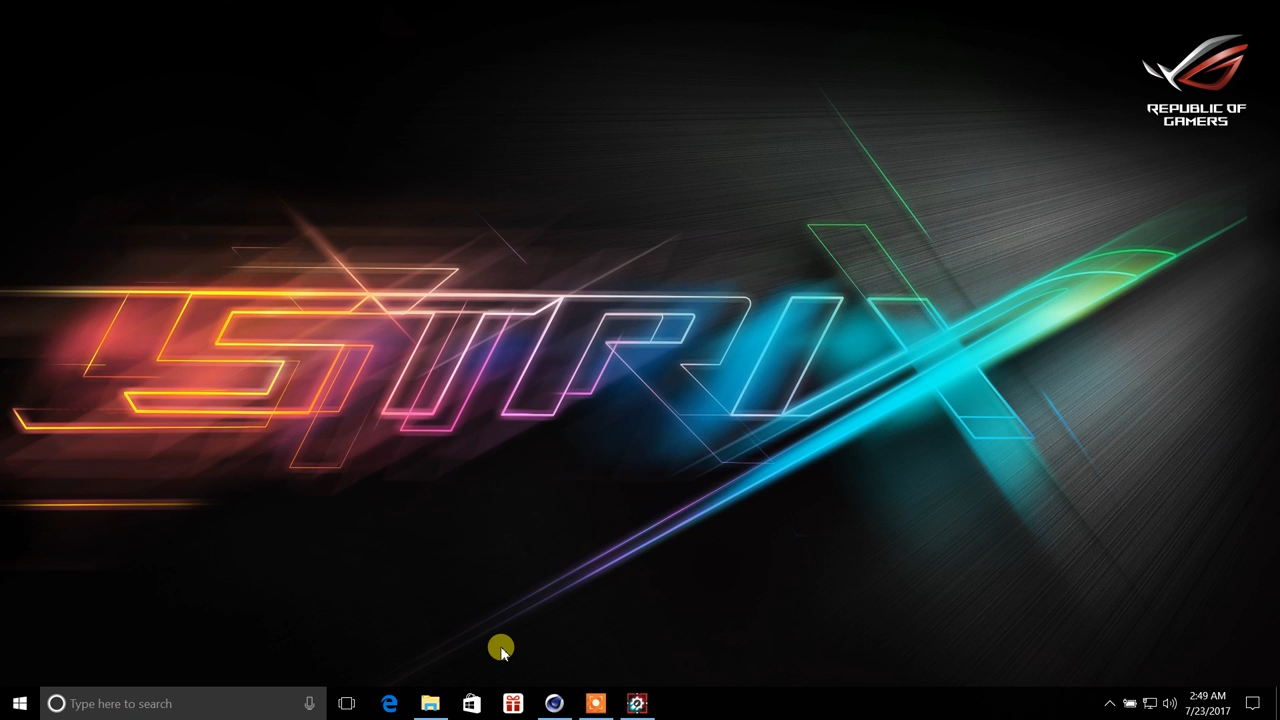 REPUBLIC OF
GAMERS
STRIX
Type here to search
2:49 AM
7/23/2017